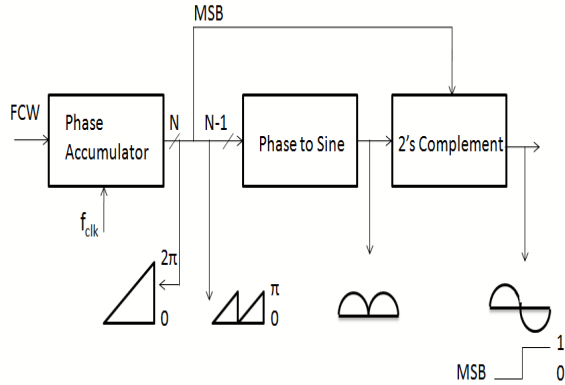 MSB
FCW
Phase
Accumulator
N
N-1
Phase to Sine
2's Complement
fclk
2π
0
π
0
1
MSB
0